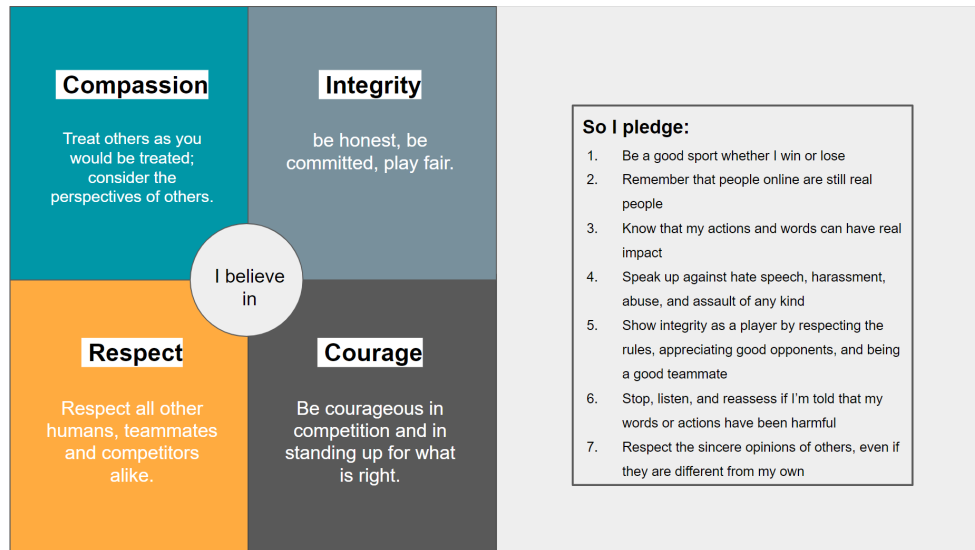 Compassion
Treat others as you
would be treated;
consider the
perspectives of others.
Integrity
be honest, be
committed, play fair.
I believe
in
Respect
Respect all other
humans, teammates
and competitors
alike.
Courage
Be courageous in
competition and in
standing up for what
is right.
So I pledge:
1. Be a good sport whether I win or lose
2. Remember that people online are still real
people
3. Know that my actions and words can have real
impact
4. Speak up against hate speech, harassment,
abuse, and assault of any kind
5. Show integrity as a player by respecting the
rules, appreciating good opponents, and being
a good teammate
6. Stop, listen, and reassess if I’m told that my
words or actions have been harmful
7. Respect the sincere opinions of others, even if
they are different from my own